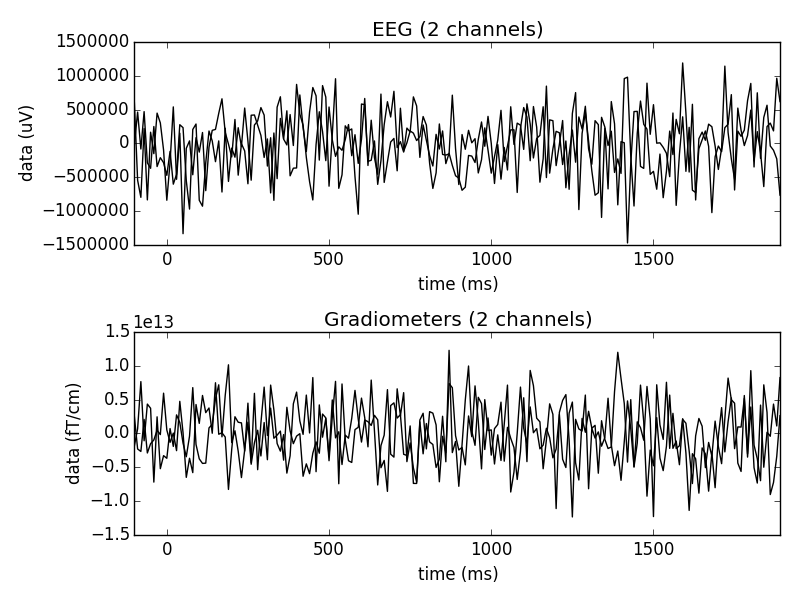 EEG (2 channels)
1500000
1000000
500000
0
−500000
−1000000
−1500000
data (uV)
0 500 1000 1500
time (ms)
Gradiometers (2 channels)
1e13
1.5
1.0
0.5
0.0
−0.5
−1.0
−1.5
data (fT/cm)
0 500 1000 1500
time (ms)